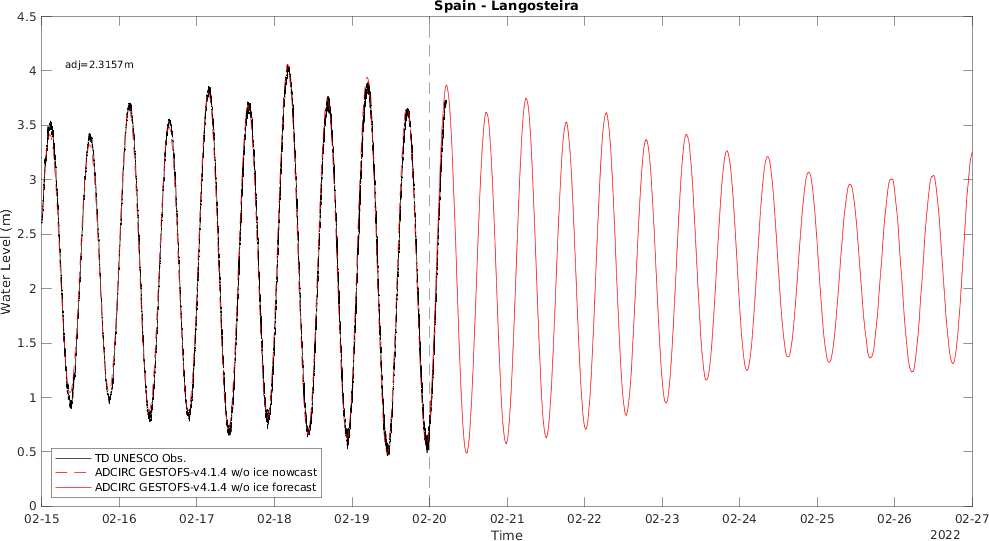 Spain - Langosteira
adj=2.3157m
Water Level (m)
4.5
4
3.5
3
2.5
2
1.5
1
0.5
0
TD UNESCO Obs.
ADCIRC GESTOFS-v4.1.4 w/o ice nowcast
ADCIRC GESTOFS-v4.1.4 w/o ice forecast
02-15 02-16 02-17 02-18 02-19 02-20 02-21 02-22 02-23 02-24 02-25 02-26 02-27
Time
2022